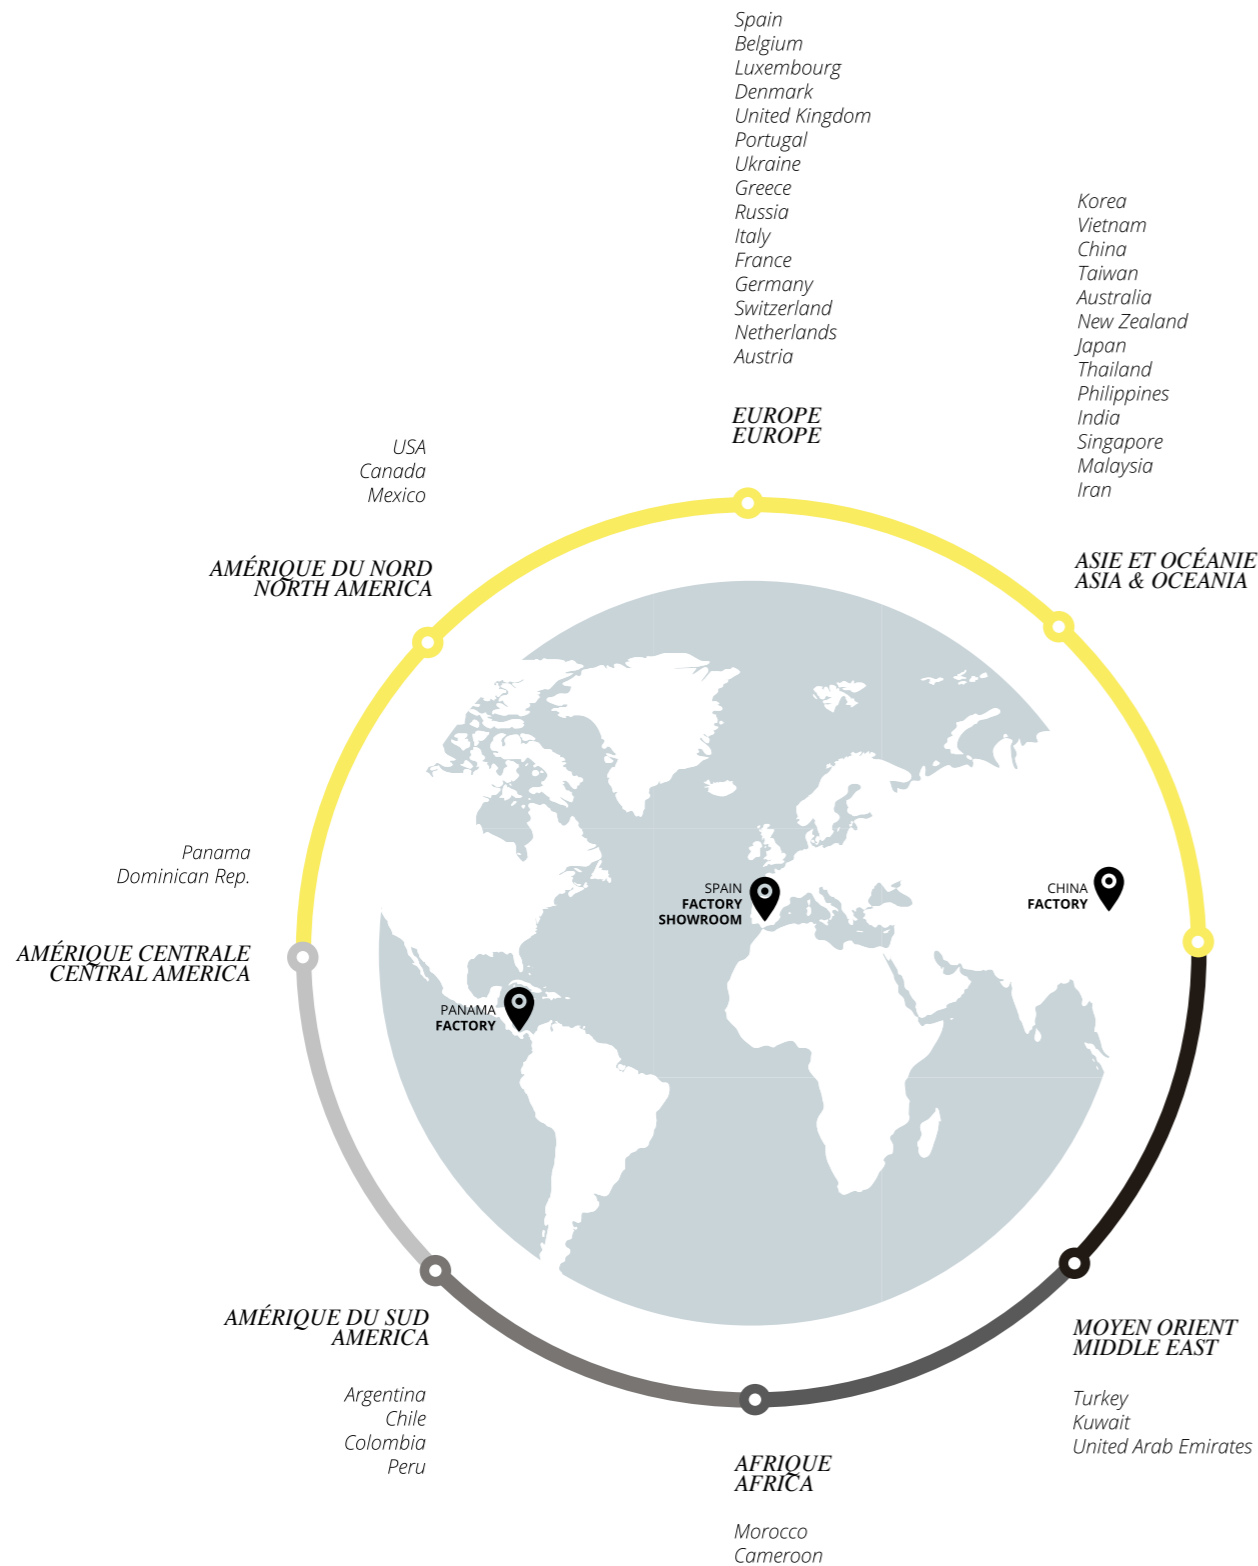 Spain
Belgium
Luxembourg
Denmark
United Kingdom
Portugal
Ukraine
Greece
Russia
Italy
France
Germany
Switzerland
Netherlands
Austria
EUROPE
EUROPE
Korea
Vietnam
China
Taiwan
Australia
New Zealand
Japan
Thailand
Philippines
India
Singapore
Malaysia
Iran
ASIE ET OCÉANIE
ASIA & OCEANIA
USA
Canada
Mexico
AMÉRIQUE DU NORD
NORTH AMERICA
Panama
Dominican Rep.
AMÉRIQUE CENTRALE
CENTRAL AMERICA
SPAIN
FACTORY
SHOWROOM
CHINA
FACTORY
PANAMA
FACTORY
AMÉRIQUE DU SUD
AMERICA
Argentina
Chile
Colombia
Peru
MOYEN ORIENT
MIDDLE EAST
Turkey
Kuwait
United Arab Emirates
AFRIQUE
AFRICA
Morocco
Cameroon